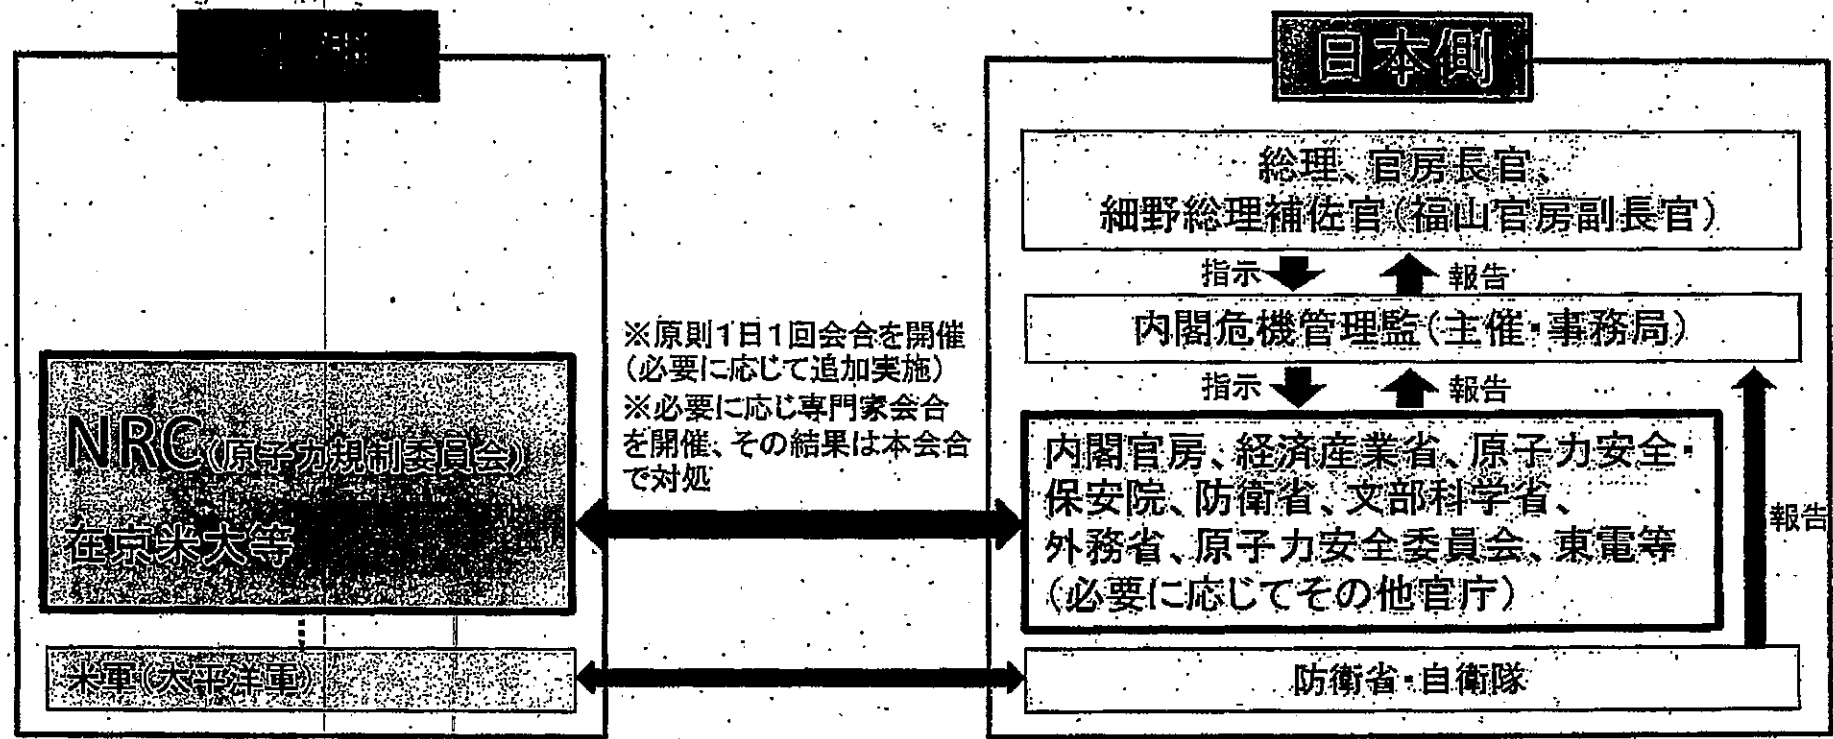 米側
NRC(原子力規制委員会)
在京米大等
米軍(太平洋軍)
※原則1日1回会合を開催
(必要に応じて追加実施)
※必要に応じ専門家会合
を開催、その結果は本会合
で対処
日本側
総理、官房長官、
細野総理補佐官(福山官房副長官)
指示
報告
内閣危機管理監(主催・事務局)
指示
報告
内閣官房、経済産業省、原子力安全・
保安院、防衛省、文部科学省、
外務省、原子力安全委員会、東電等
(必要に応じてその他官庁)
報告
防衛省・自衛隊